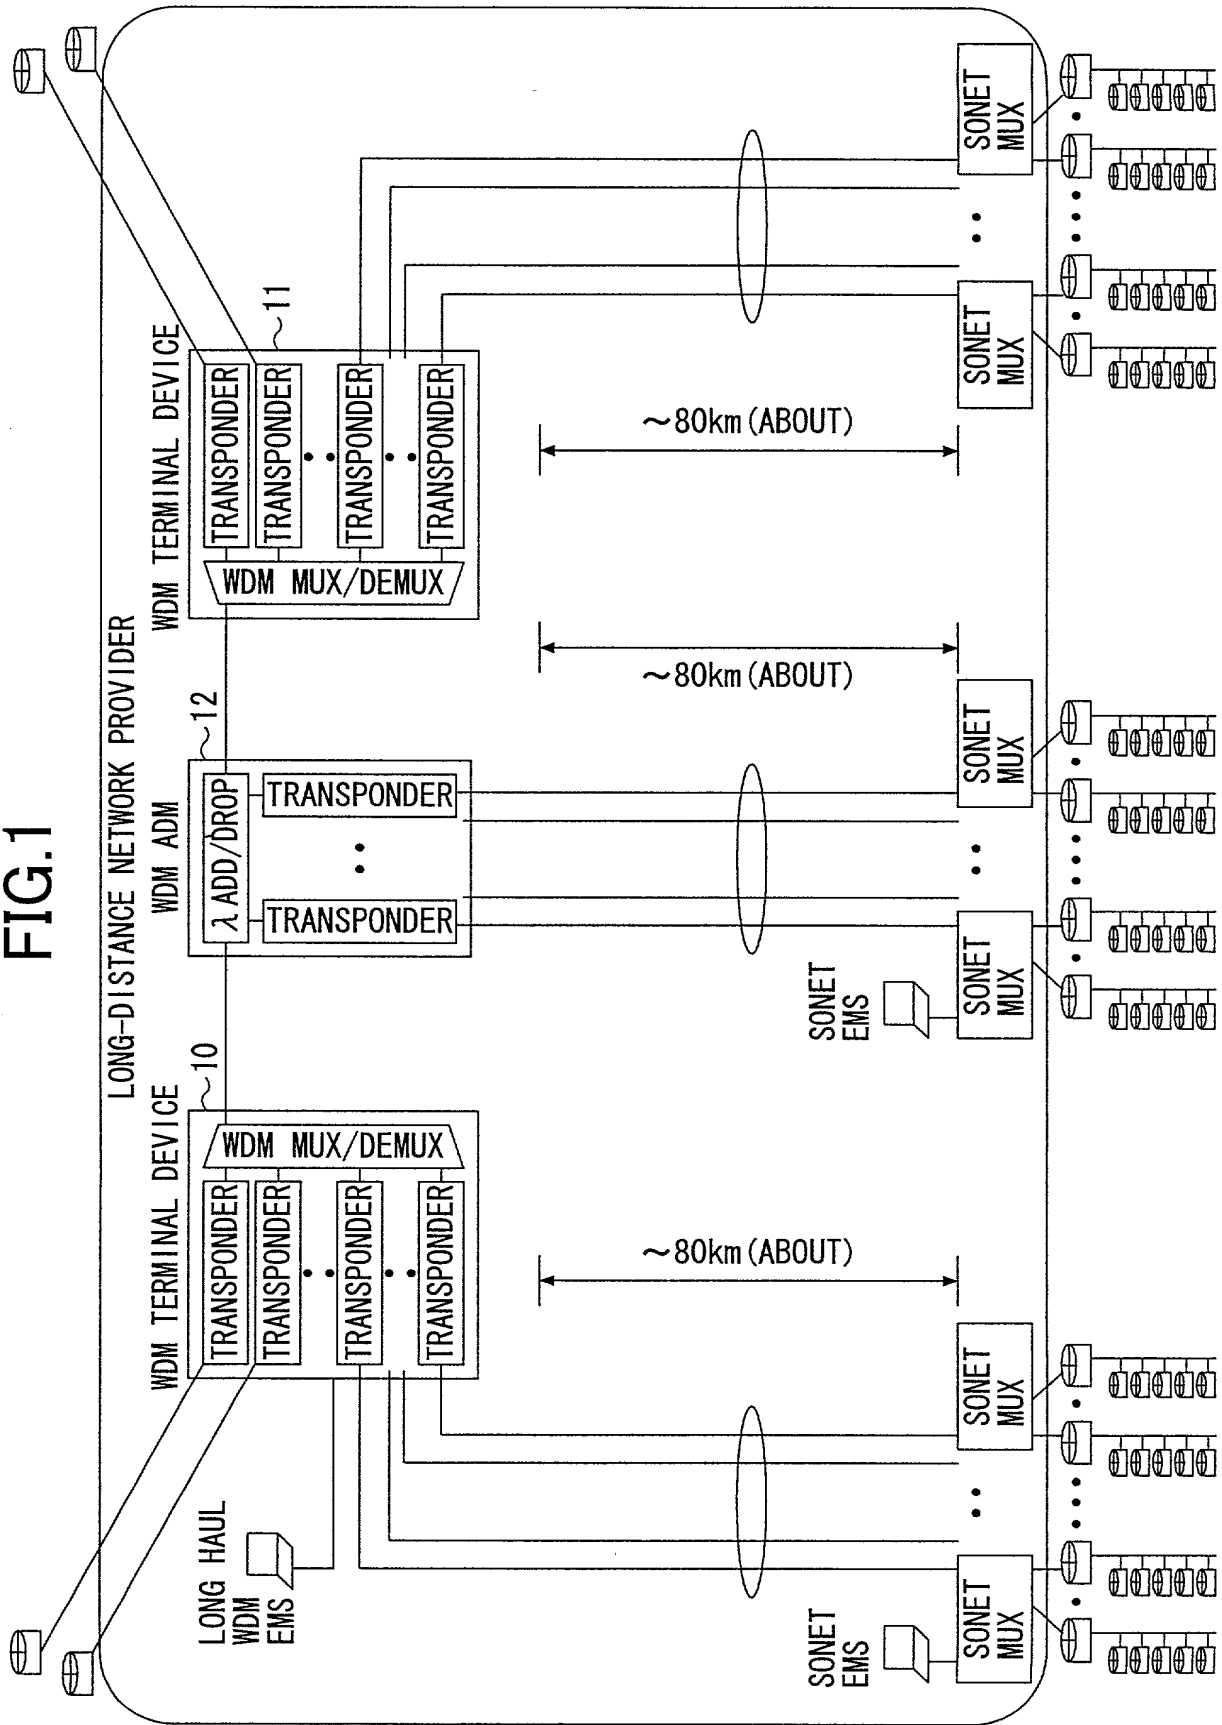 FIG.1
LONG-DISTANCE NETWORK PROVIDER
WDM TERMINAL DEVICE
10
TRANSPONDER
TRANSPONDER
TRANSPONDER
TRANSPONDER
WDM MUX/DEMUX
LONG HAUL
WDM
EMS
WDM ADM
12
λ ADD/DROP
TRANSPONDER
TRANSPONDER
WDM TERMINAL DEVICE
11
WDM MUX/DEMUX
TRANSPONDER
TRANSPONDER
TRANSPONDER
TRANSPONDER
~80km(ABOUT)
~80km(ABOUT)
~80km(ABOUT)
SONET
EMS
SONET
MUX
SONET
MUX
SONET
EMS
SONET
MUX
SONET
MUX
SONET
MUX
SONET
MUX